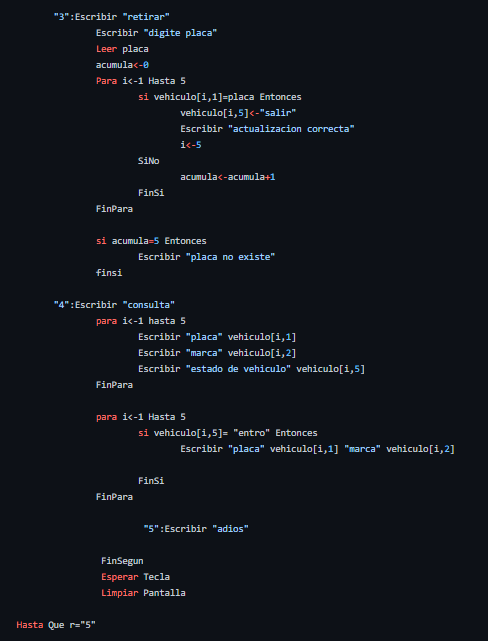 "3":Escribir "retirar"
Escribir "digite placa"
Leer placa
acumula<-0
Para i<-1 Hasta 5
si vehiculo[i,1]=placa Entonces
vehiculo[i,5]<-"salir"
Escribir "actualizacion correcta"
i<-5
SiNo
acumula<-acumula+1
FinSi
FinPara
si acumula=5 Entonces
Escribir "placa no existe"
finsi
"4":Escribir "consulta"
para i<-1 hasta 5
Escribir "placa" vehiculo[i,1]
Escribir "marca" vehiculo[i,2]
Escribir "estado de vehiculo" vehiculo[i,5]
FinPara
para i<-1 Hasta 5
si vehiculo[i,5]= "entro" Entonces
Escribir "placa" vehiculo[i,1] "marca" vehiculo[i,2]
FinSi
FinPara
"5":Escribir "adios"
FinSegun
Esperar Tecla
Limpiar Pantalla
Hasta Que r="5"